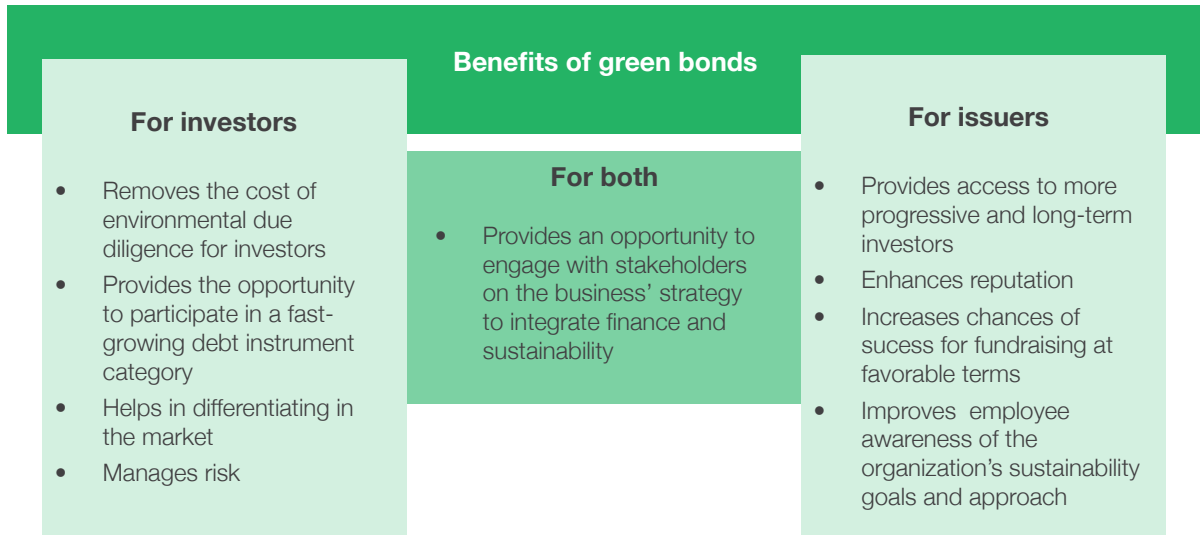 Benefits of green bonds
For investors
• Removes the cost of
environmental due
diligence for investors
• Provides the opportunity
to participate in a fast-
growing debt instrument
category
• Helps in differentiating in
the market
• Manages risk
For both
• Provides an opportunity to
engage with stakeholders
on the business’ strategy
to integrate finance and
sustainability
For issuers
• Provides access to more
progressive and long-term
investors
• Enhances reputation
• Increases chances of
sucess for fundraising at
favorable terms
• Improves employee
awareness of the
organization’s sustainability
goals and approach